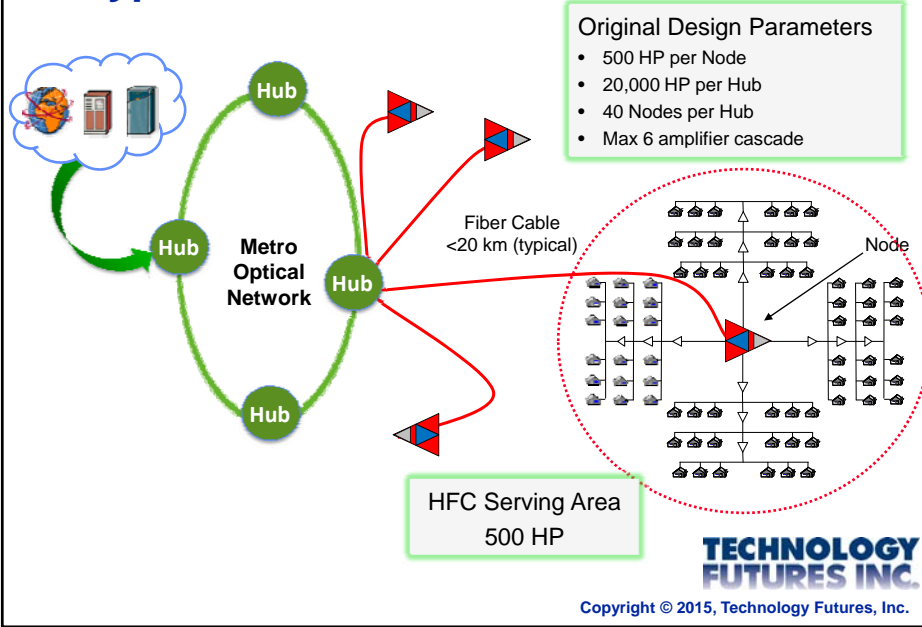 Original Design Parameters
• 500 HP per Node
• 20,000 HP per Hub
• 40 Nodes per Hub
• Max 6 amplifier cascade
Hub
Hub
Metro
Optical
Network
Hub
Hub
Fiber Cable
<20 km (typical)
Node
HFC Serving Area
500 HP
TECHNOLOGY
FUTURES INC.
Copyright © 2015, Technology Futures, Inc.